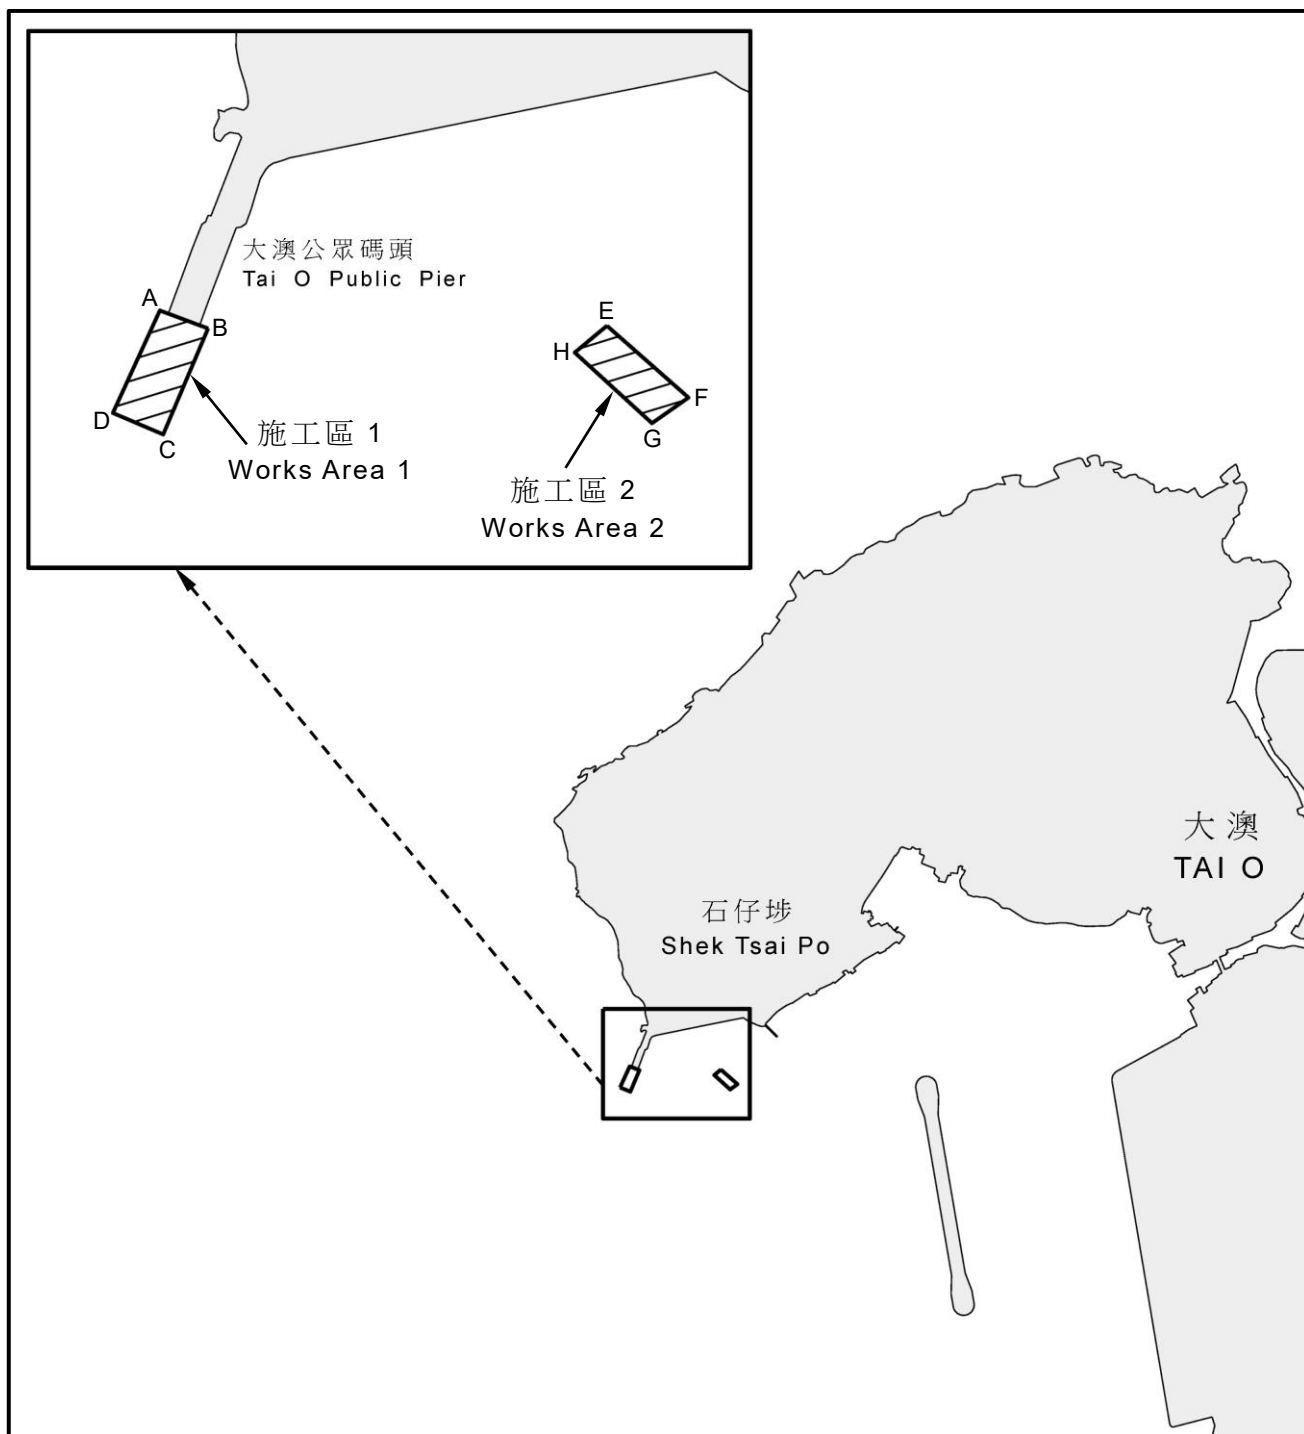 大澳公眾碼頭
Tai O Public Pier
A
B
C
D
施工區 1
Works Area 1
E
H
F
G
施工區 2
Works Area 2
大澳
TAI O
石仔埗
Shek Tsai Po